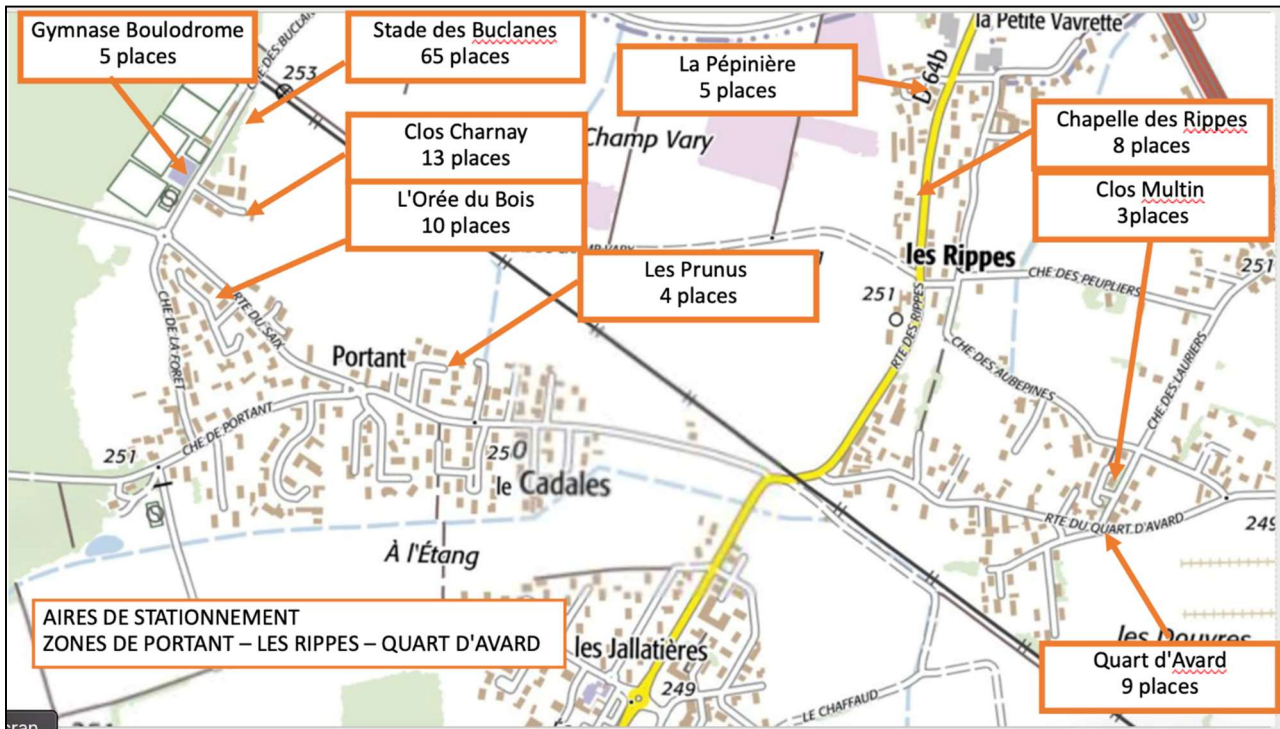 Gymnase Boulodrome
5 places
Stade des Buclanes
65 places
La Pépinière
5 places
la Petite Vavrette
D 64b
CHE DES BUCLAN
253
Clos Charnay
13 places
Champ Vary
Chapelle des Rippes
8 places
L'Orée du Bois
10 places
Clos Multin
3places
les Rippes
Les Prunus
4 places
251
251
CHE DES PEUPLIERS
RTE DU SAIX
CHE DE LA FORET
RTE DES RIPPES
Portant
CHE DES AUBEPINES
CHE DES LAURIERS
CHE DE PORTANT
251
250
le Cadales
RTE DU QUART D'AVARD
249
À l'Étang
AIRES DE STATIONNEMENT
ZONES DE PORTANT – LES RIPPES – QUART D'AVARD
les Jallatières
les Douvres
Quart d'Avard
9 places
249
LE CHAFFAUD